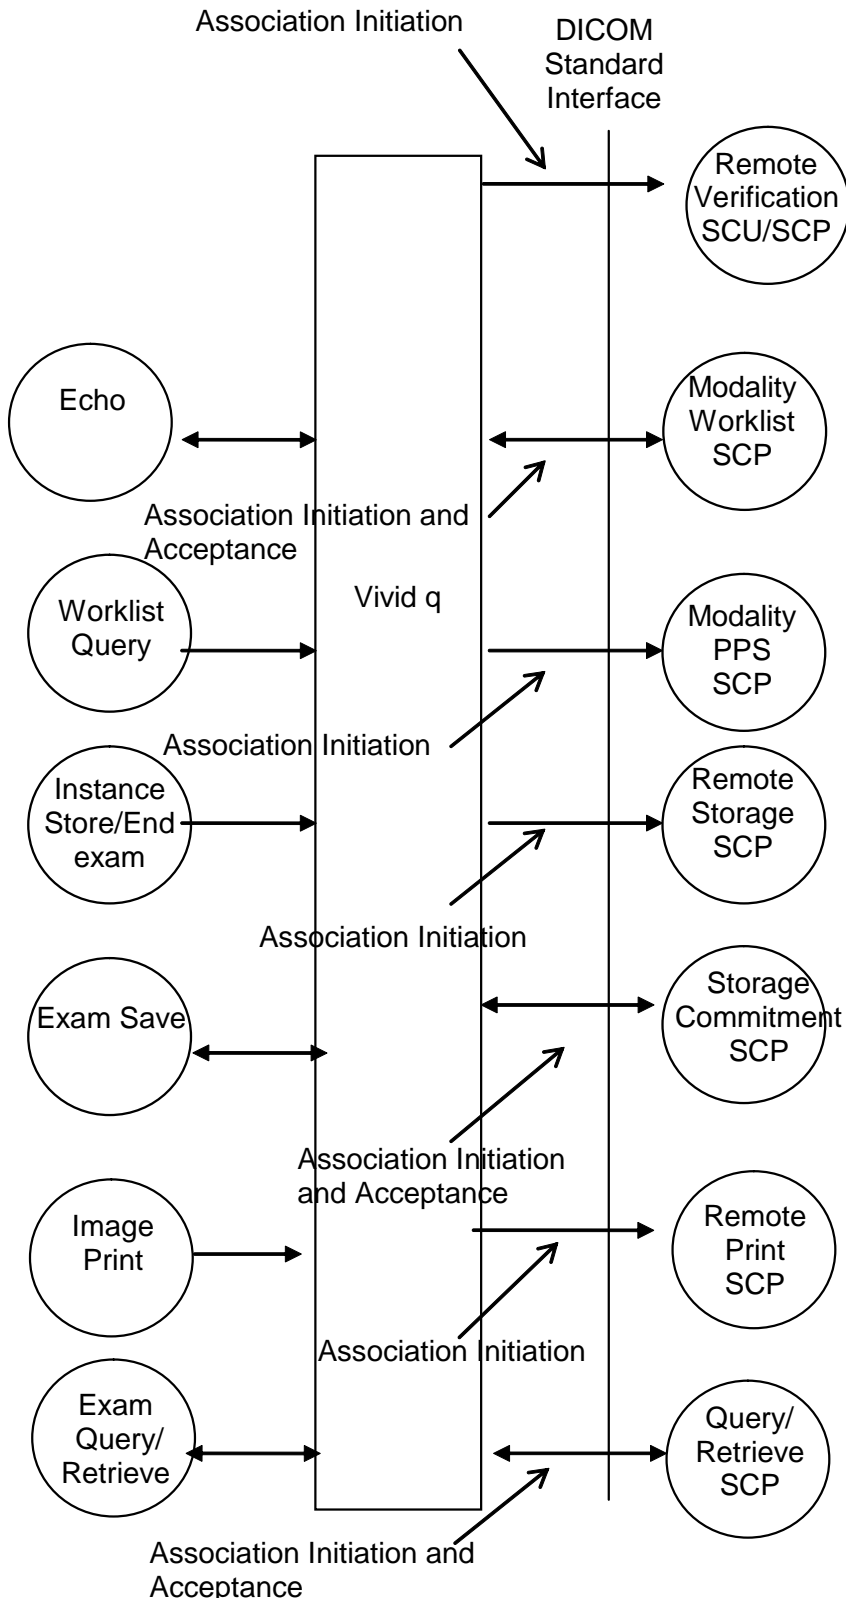 Association Initiation
DICOM
Standard
Interface
Remote
Verification
SCU/SCP
Echo
Modality
Worklist
SCP
Association Initiation and
Acceptance
Worklist
Query
Vivid q
Modality
PPS
SCP
Association Initiation
Instance
Store/End
exam
Remote
Storage
SCP
Association Initiation
Exam Save
Storage
Commitment
SCP
Association Initiation
and Acceptance
Image
Print
Remote
Print
SCP
Association Initiation
Exam
Query/
Retrieve
Query/
Retrieve
SCP
Association Initiation and
Acceptance